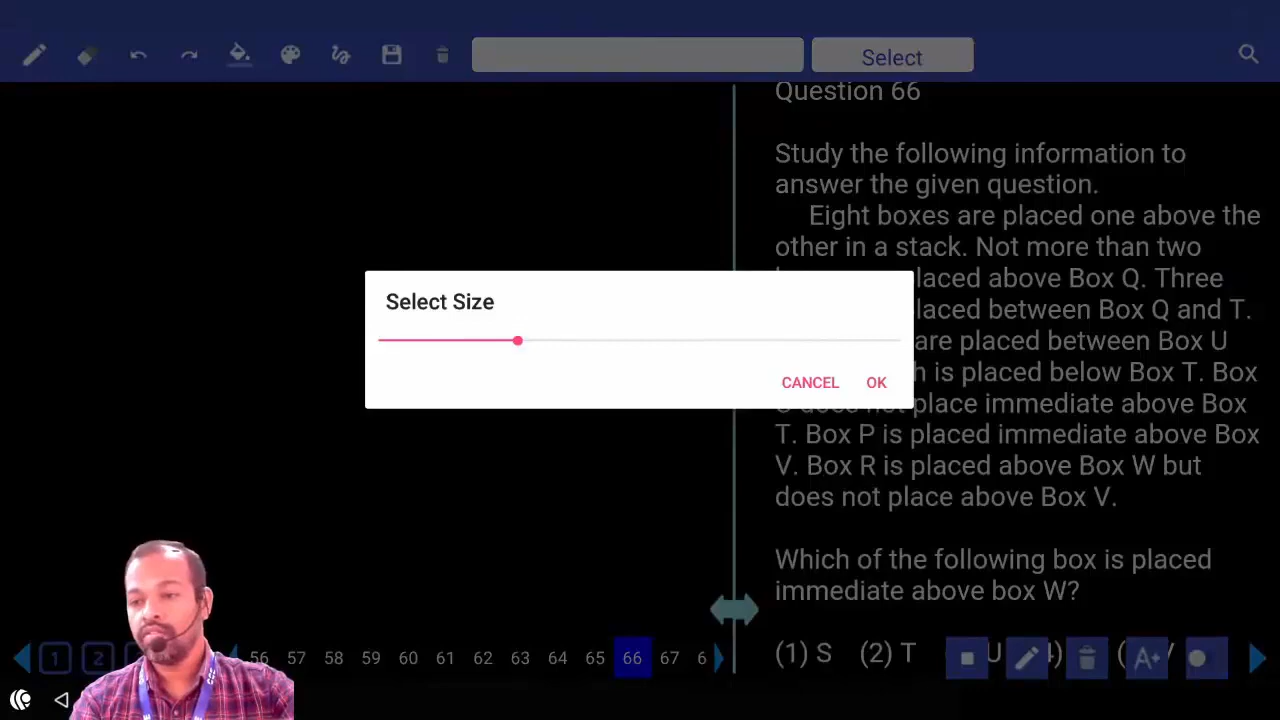 Select
Question 66
Study the following information to
answer the given question.
Eight boxes are placed one above the
other in a stack. Not more than two
placed above Box Q. Three
laced between Box Q and T.
are placed between Box U
h is placed below Box T. Box
does not place immediate above Box
T. Box P is placed immediate above Box
V. Box R is placed above Box W but
does not place above Box V.
Which of the following box is placed
immediate above box W?
(1) S (2) T U 4) (
Select Size
CANCEL OK
1 2 56 57 58 59 60 61 62 63 64 65 66 67 6
A+